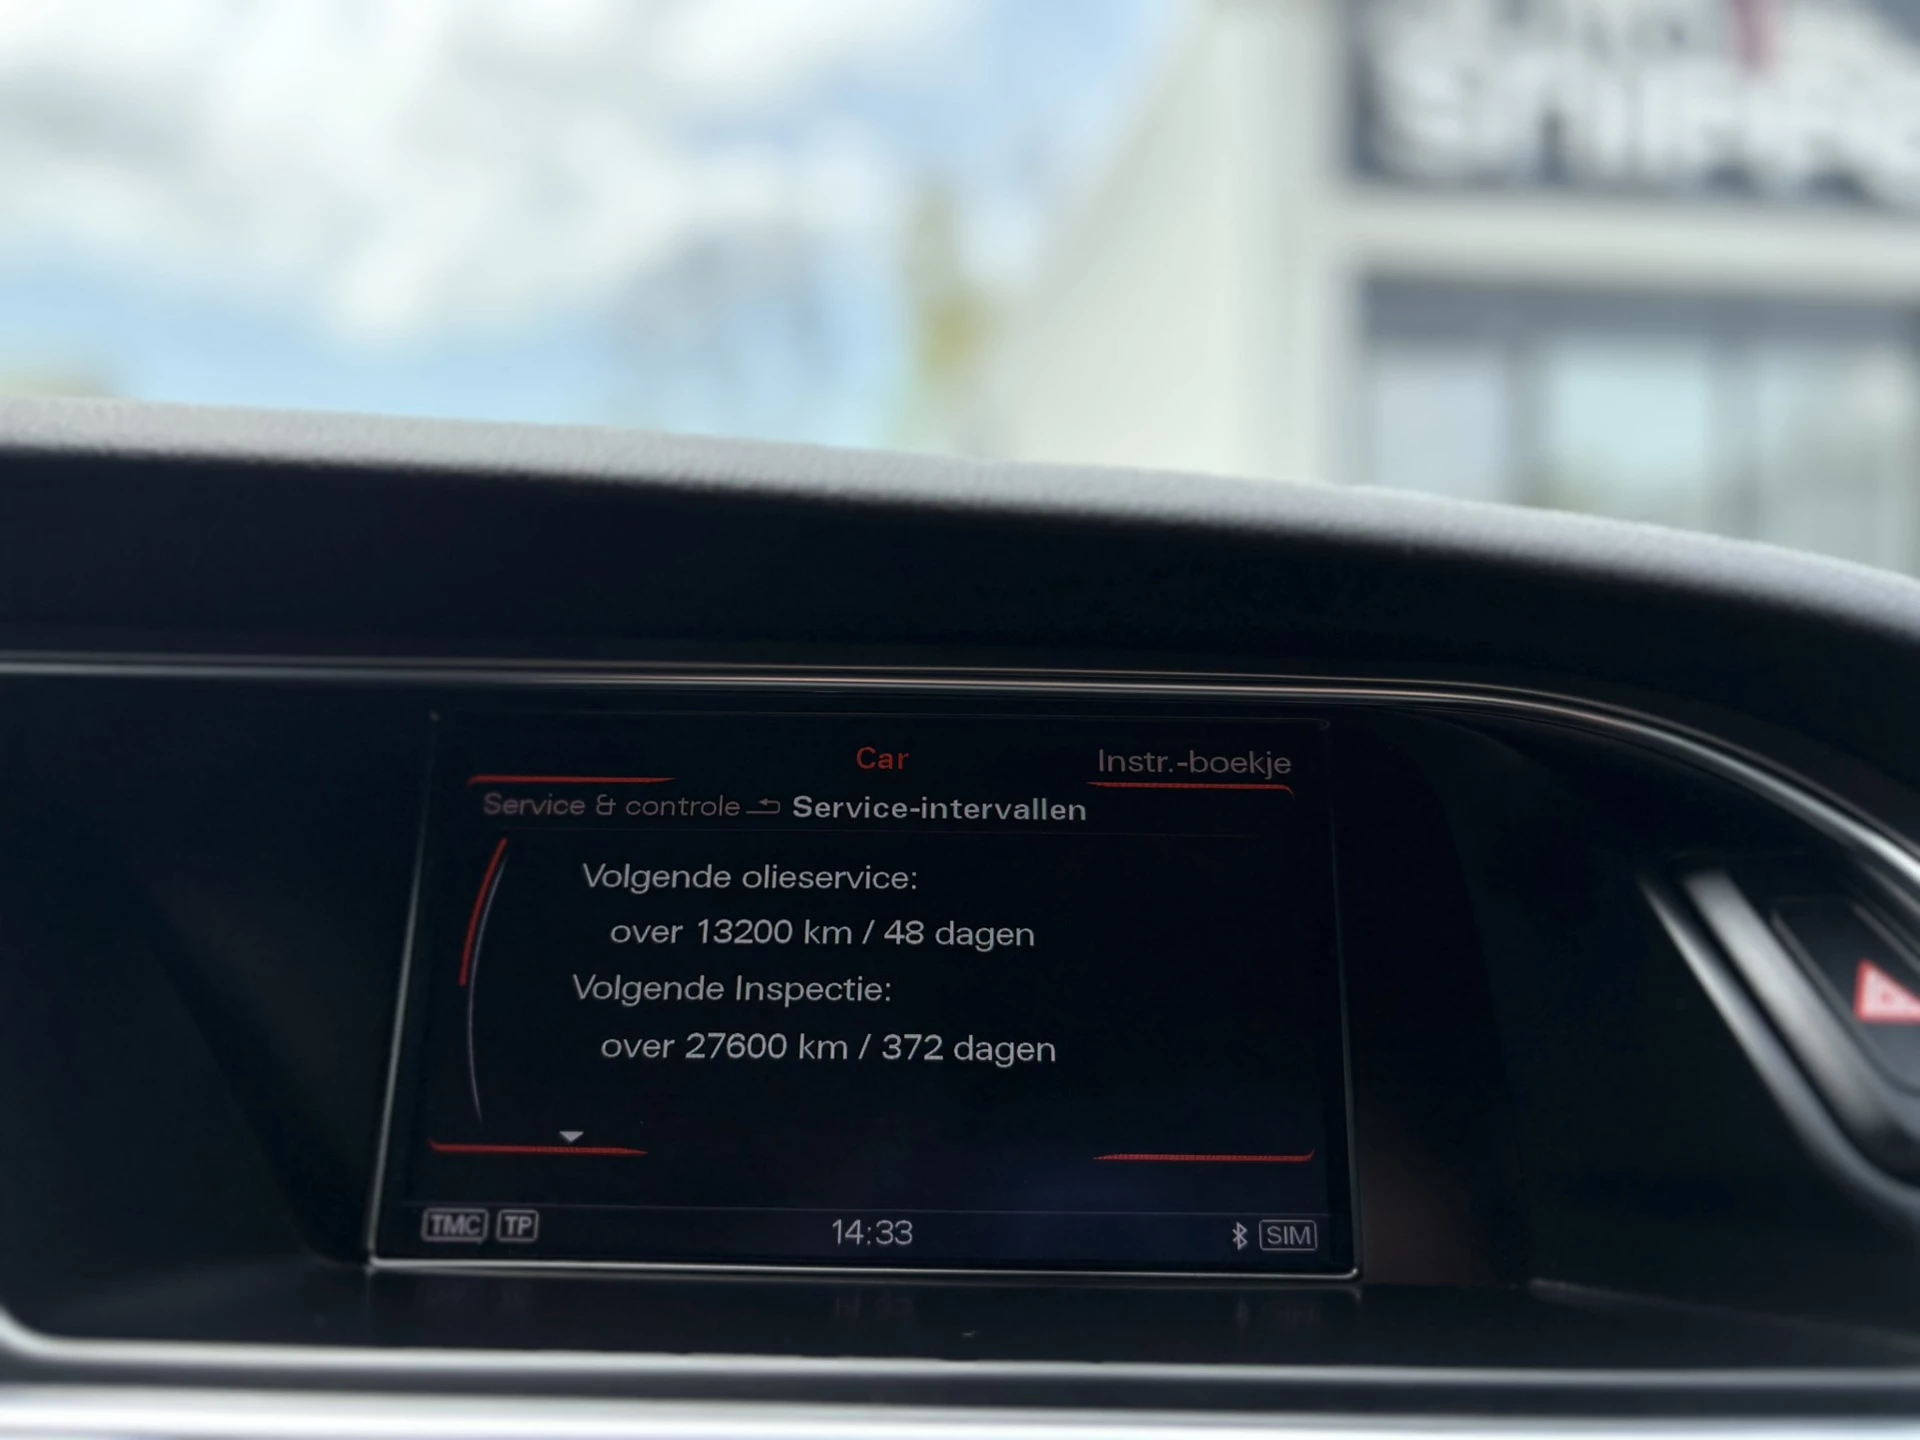 Car
Instr.-boekje
Service & controle Service-intervallen
Volgende olieservice:
over 13200 km / 48 dagen
Volgende Inspectie:
over 27600 km / 372 dagen
TMC TP 14:33 SIM